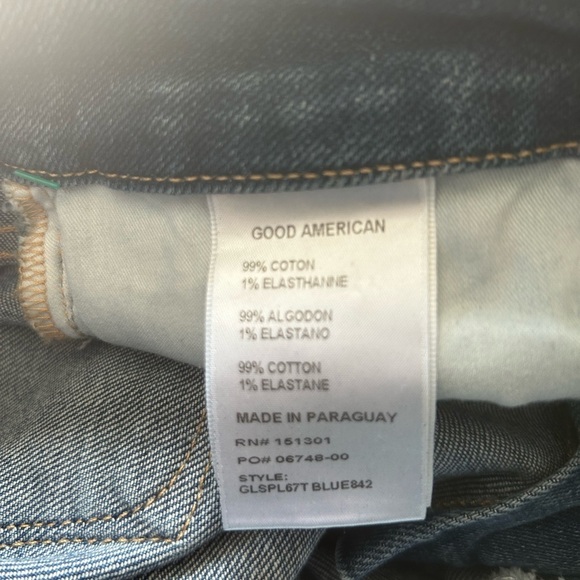 GOOD AMERICAN
99% COTON
1% ELASTHANNE
99% ALGODON
1% ELASTANO
99% COTTON
1% ELASTANE
MADE IN PARAGUAY
RN# 151301
PO# 06748-00
STYLE:
GLSPL67T BLUE842